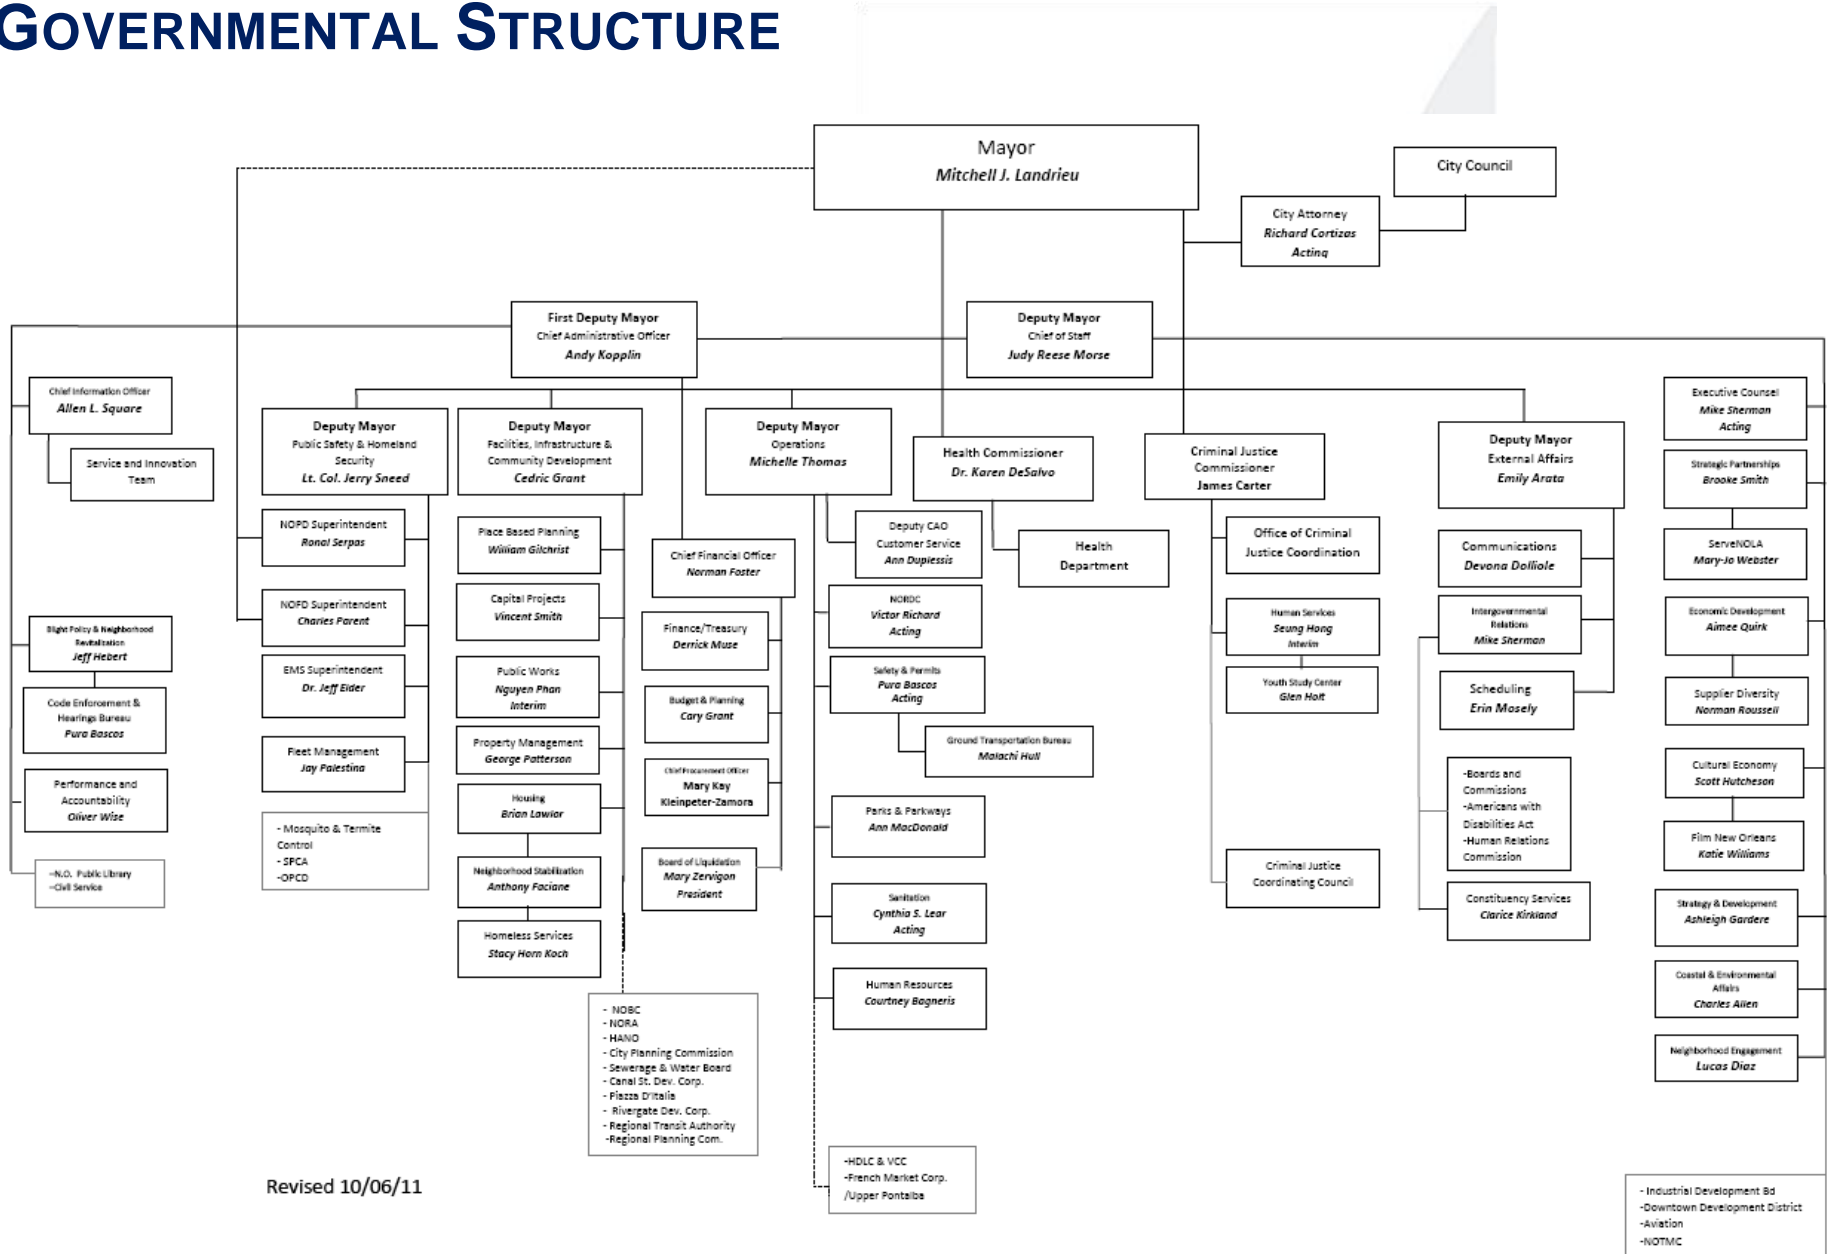 GOVERNMENTAL STRUCTURE
Mayor
Mitchell J. Landrieu
City Council
City Attorney
Richard Cortizas
Acting
First Deputy Mayor
Chief Administrative Officer
Andy Kopplin
Deputy Mayor
Chief of Staff
Judy Reese Morse
Chief Information Officer
Allen L. Square
Service and Innovation
Team
Blight Policy & Neighborhood
Revitalization
Jeff Hebert
Code Enforcement &
Hearings Bureau
Pura Bascos
Performance and
Accountability
Oliver Wise
-N.O. Public Library
-Civil Service
Deputy Mayor
Public Safety & Homeland
Security
Lt. Col. Jerry Sneed
NOPD Superintendent
Ronal Serpas
NOFD Superintendent
Charles Parent
EMS Superintendent
Dr. Jeff Elder
Fleet Management
Jay Palestina
- Mosquito & Termite
Control
- SPCA
-OPCD
Deputy Mayor
Facilities, Infrastructure &
Community Development
Cedric Grant
Place Based Planning
William Gilchrist
Capital Projects
Vincent Smith
Public Works
Nguyen Phan
Interim
Property Management
George Patterson
Housing
Brian Lawlor
Neighborhood Stabilization
Anthony Faciane
Homeless Services
Stacy Horn Koch
- NOBC
- NORA
- HANO
- City Planning Commission
- Sewerage & Water Board
- Canal St. Dev. Corp.
- Piazza D'Italia
- Rivergate Dev. Corp.
- Regional Transit Authority
-Regional Planning Com.
Chief Financial Officer
Norman Foster
Finance/Treasury
Derrick Muse
Budget & Planning
Cary Grant
Chief Procurement Officer
Mary Kay
Kleinpeter-Zamora
Board of Liquidation
Mary Zervigon
President
Deputy Mayor
Operations
Michelle Thomas
Deputy CAO
Customer Service
Ann Duplessis
NORDC
Victor Richard
Acting
Safety & Permits
Pura Bascos
Acting
Ground Transportation Bureau
Malachi Hull
Parks & Parkways
Ann MacDonald
Sanitation
Cynthia S. Lear
Acting
Human Resources
Courtney Bagneris
-HDLC & VCC
-French Market Corp.
/Upper Pontalba
Health Commissioner
Dr. Karen DeSalvo
Health
Department
Criminal Justice
Commissioner
James Carter
Office of Criminal
Justice Coordination
Human Services
Seung Hong
Interim
Youth Study Center
Glen Holt
Criminal Justice
Coordinating Council
Deputy Mayor
External Affairs
Emily Arata
Communications
Devona Dolliole
Intergovernmental
Relations
Mike Sherman
Scheduling
Erin Mosely
-Boards and
Commissions
-Americans with
Disabilities Act
-Human Relations
Commission
Constituency Services
Clarice Kirkland
Executive Counsel
Mike Sherman
Acting
Strategic Partnerships
Brooke Smith
ServeNOLA
Mary-Jo Webster
Economic Development
Aimee Quirk
Supplier Diversity
Norman Roussell
Cultural Economy
Scott Hutcheson
Film New Orleans
Katie Williams
Strategy & Development
Ashleigh Gardere
Coastal & Environmental
Affairs
Charles Allen
Neighborhood Engagement
Lucas Diaz
- Industrial Development Bd
-Downtown Development District
-Aviation
-NOTMC
Revised 10/06/11